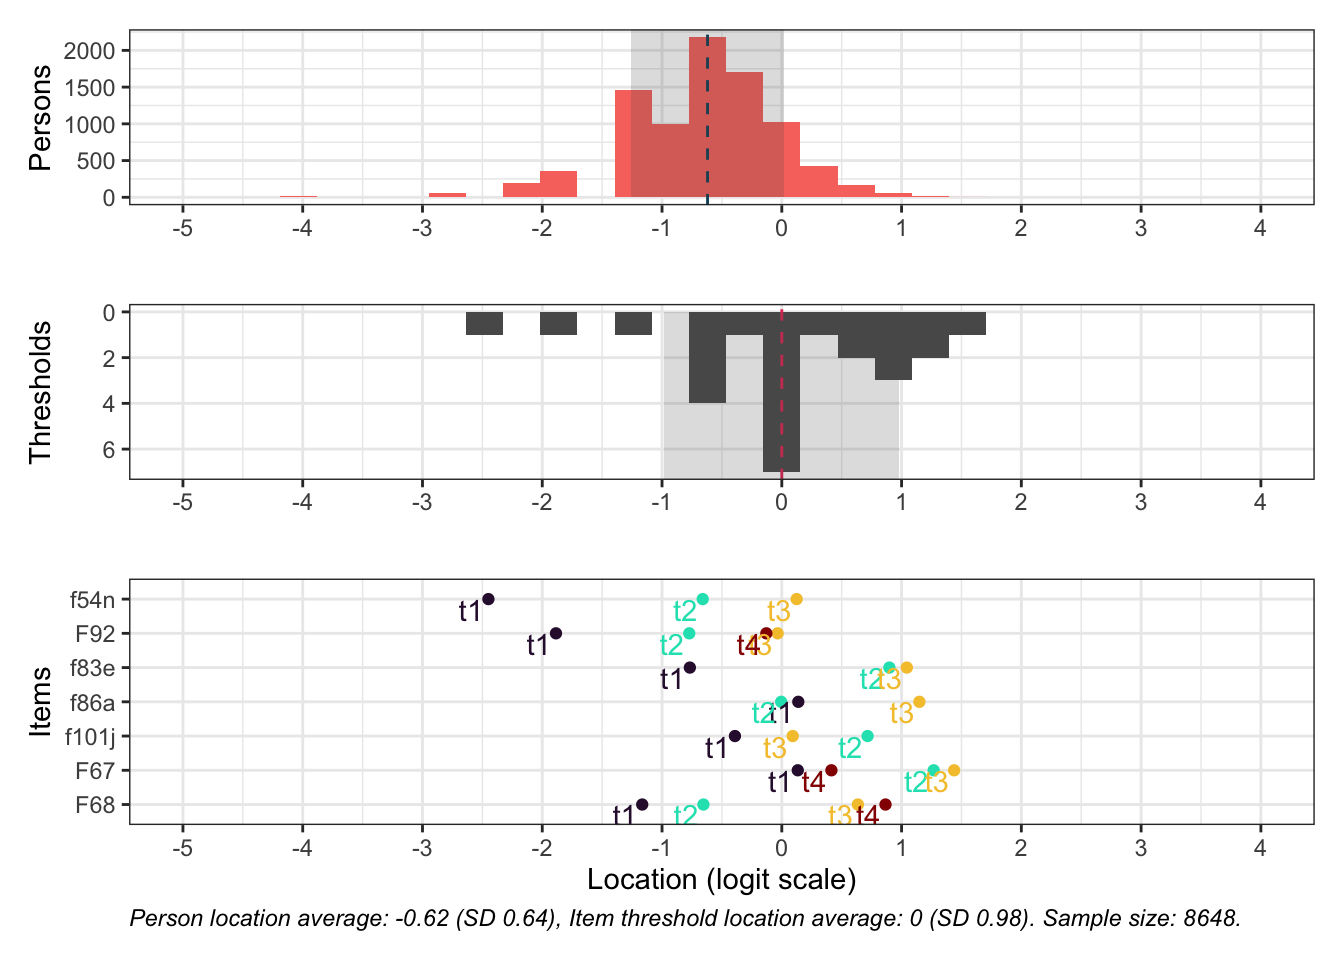 Persons
2000
1500
1000
500
0
-5 -4 -3 -2 -1 0 1 2 3 4
Thresholds
0
2
4
6
-5 -4 -3 -2 -1 0 1 2 3 4
Items
f54n t1 t2 t3
F92 t1 t2 t4 t3
f83e t1 t2 t3
f86a t2 t1 t3
f101j t1 t3 t2
F67 t1 t4 t2 t3
F68 t1 t2 t3 t4
-5 -4 -3 -2 -1 0 1 2 3 4
Location (logit scale)
Person location average: -0.62 (SD 0.64), Item threshold location average: 0 (SD 0.98). Sample size: 8648.